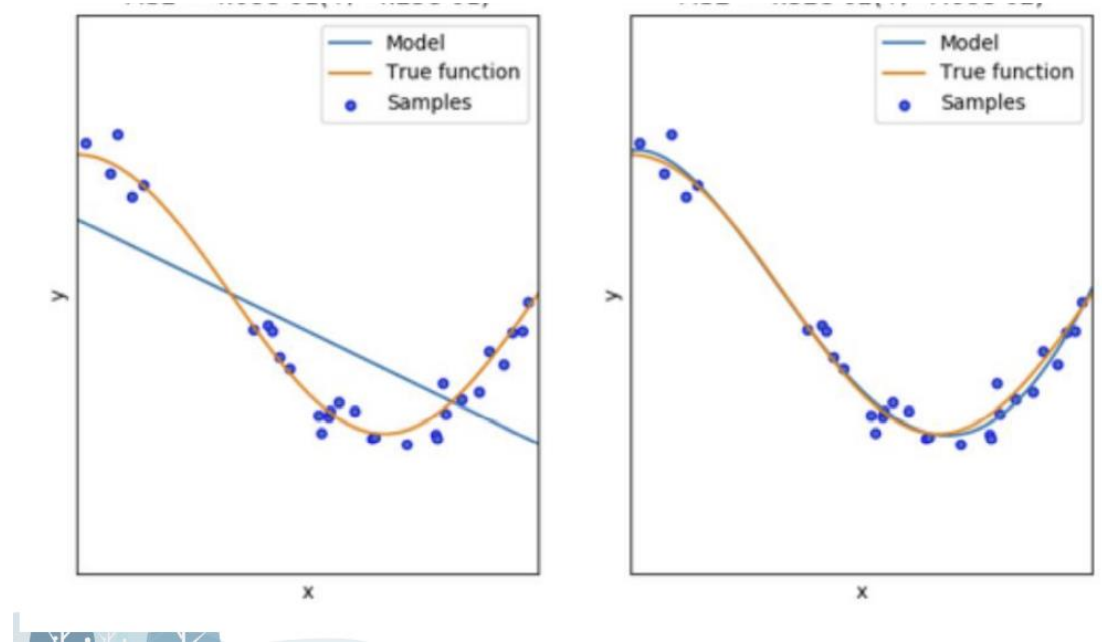 Model
True function
Samples
y
x
Model
True function
Samples
y
x